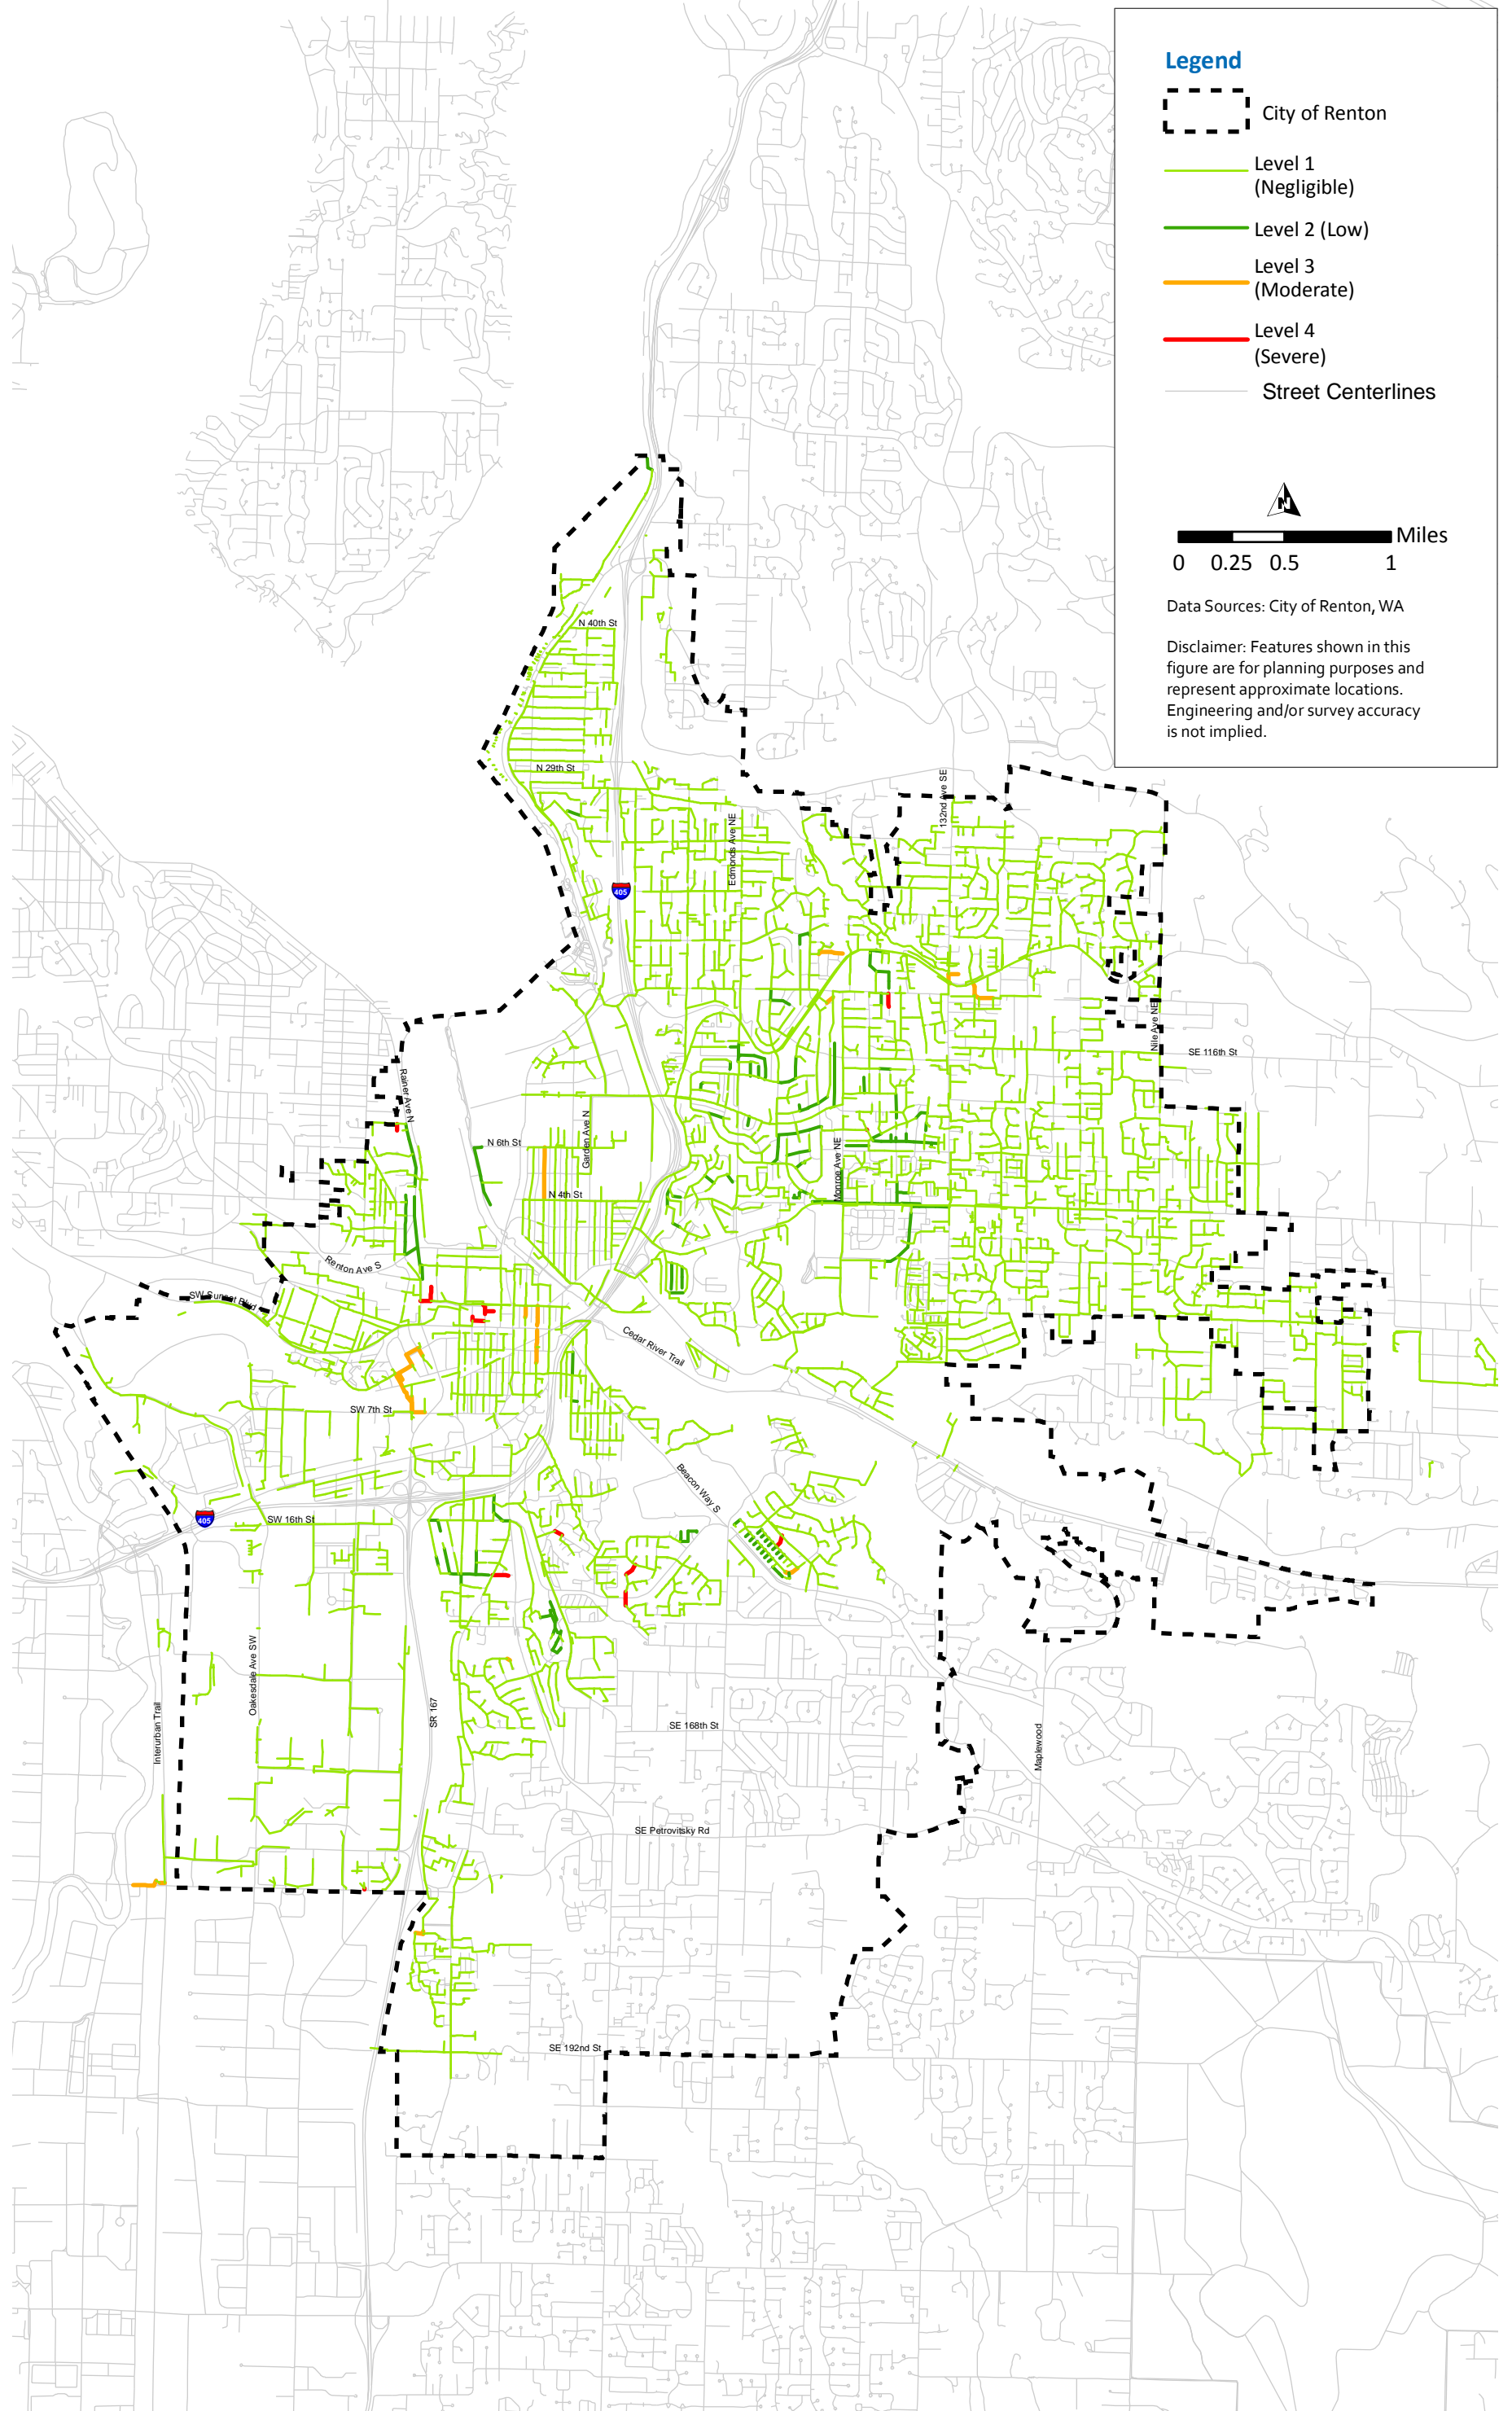 Legend
City of Renton
Level 1
(Negligible)
Level 2 (Low)
Level 3
(Moderate)
Level 4
(Severe)
Street Centerlines
N
Miles
0 0.25 0.5 1
Data Sources: City of Renton, WA
Disclaimer: Features shown in this
figure are for planning purposes and
represent approximate locations.
Engineering and/or survey accuracy
is not implied.
N 40th St
N 29th St
132nd Ave SE
Edmonds Ave NE
405
Nile Ave NE
SE 116th St
Rainer Ave N
Garden Ave N
N 6th St
Monroe Ave NE
N 4th St
Renton Ave S
SW Sunset Blvd
Cedar River Trail
SW 7th St
Beacon Way S
405
SW 16th St
Oakesdale Ave SW
Interurban Trail
SR 167
SE 168th St
Maplewood
SE Petrovitsky Rd
SE 192nd St